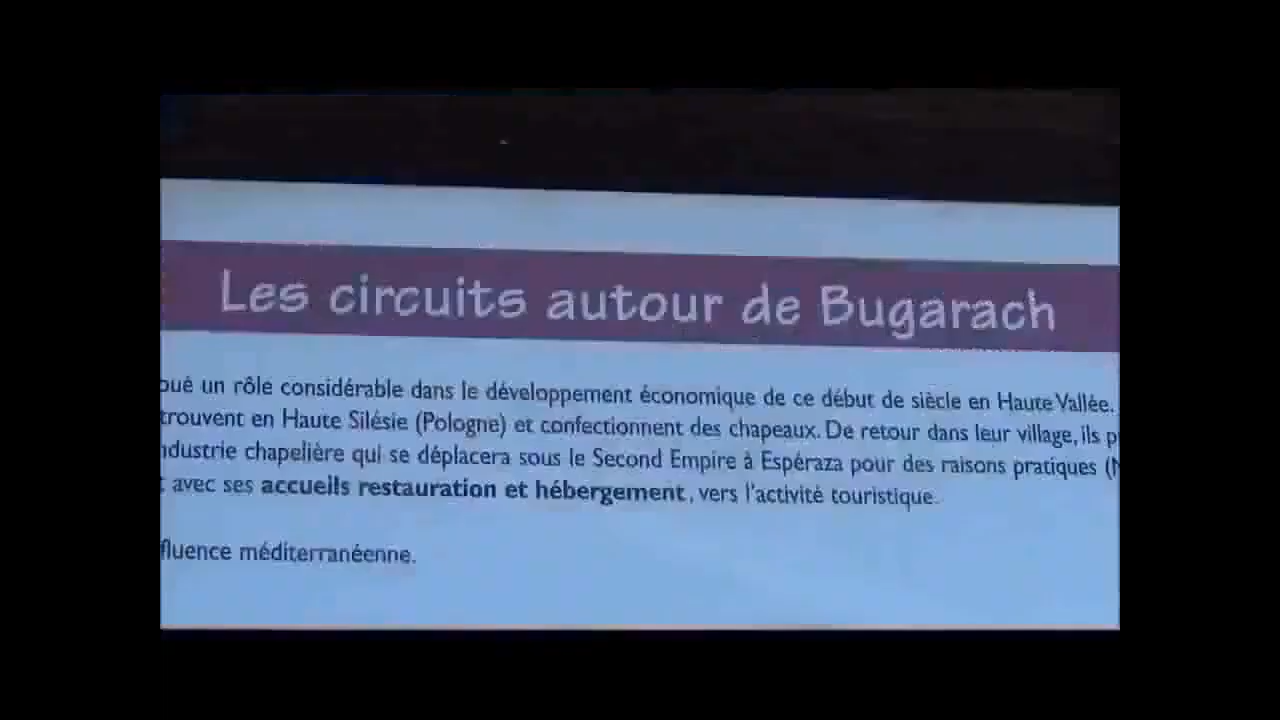 Les circuits autour de Bugarach
oué un rôle considérable dans le développement économique de ce début de siècle en Haute Vallée.
trouvent en Haute Silésie (Pologne) et confectionnent des chapeaux. De retour dans leur village, ils p
ndustrie chapelière qui se déplacera sous le Second Empire à Espéraza pour des raisons pratiques (
avec ses accueils restauration et hébergement, vers l'activité touristique.
fluence méditerranéenne.